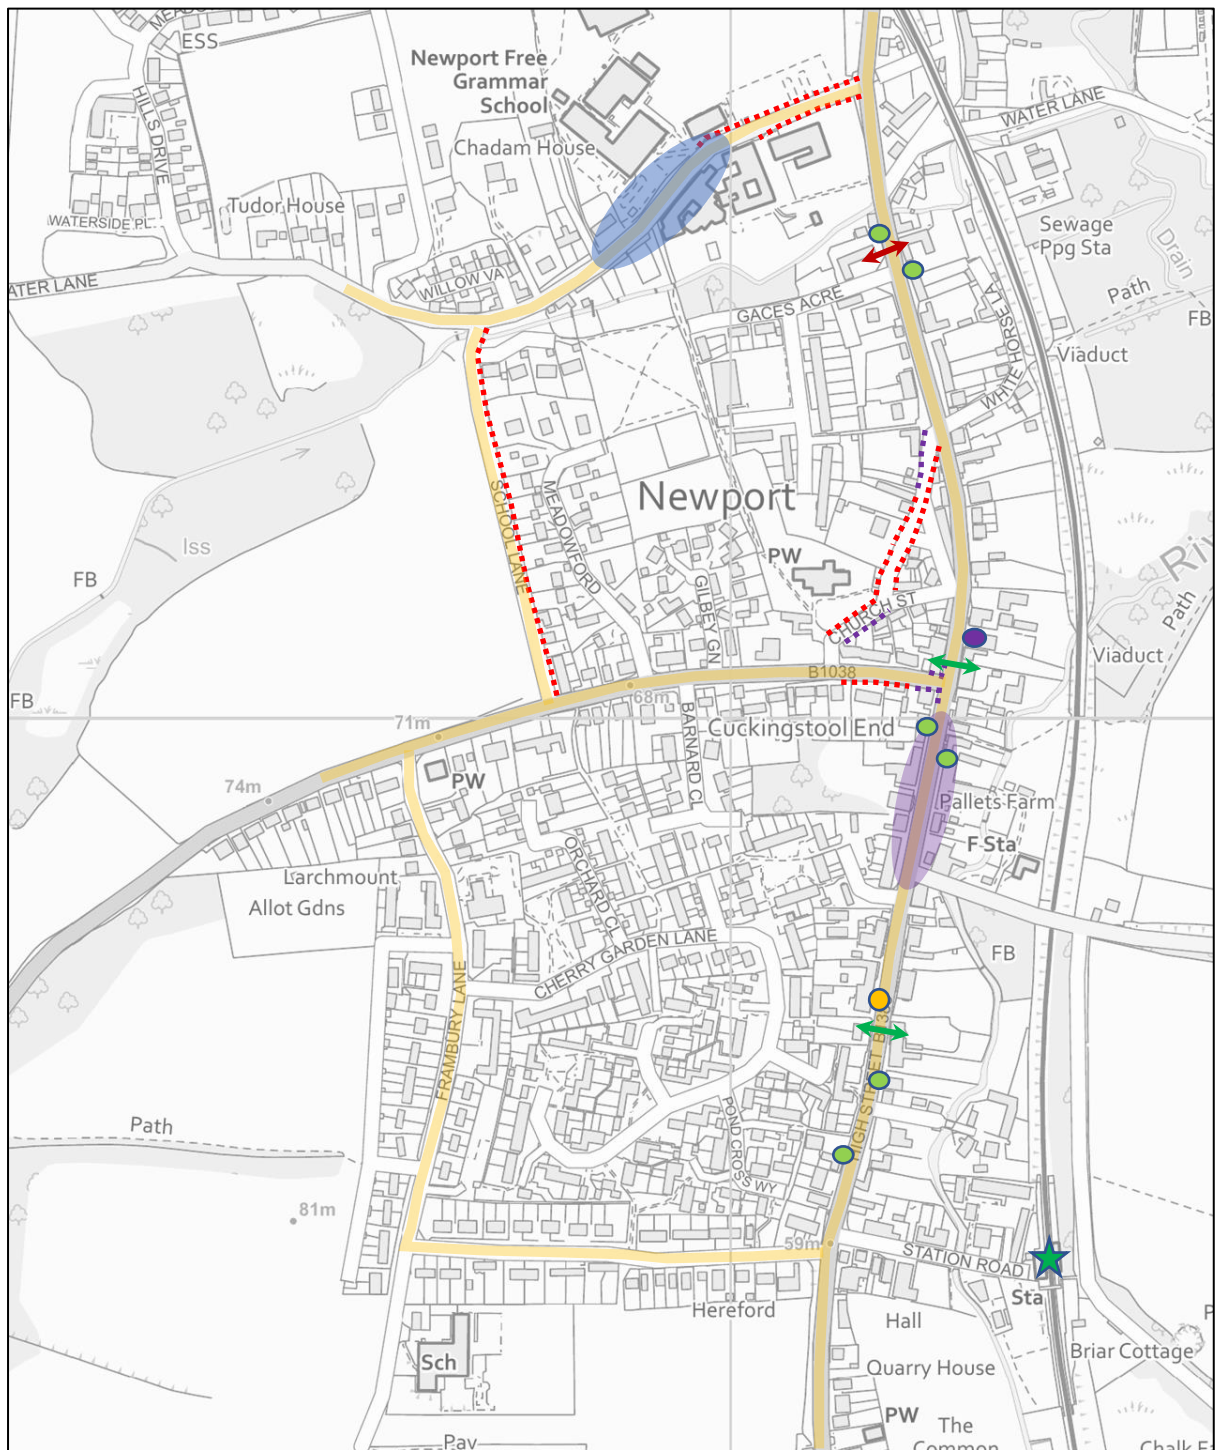 MEADOW
ESS
Newport Free
Grammar
School
HILLS DRIVE
WATER LANE
Chadam House
Tudor House
WATERSIDE PL
Sewage
Ppg Sta
Drain
WILLOW VA
ATER LANE
Path
GACES ACRE
FB
WHITE HORSE LA
Viaduct
SCHOOL LANE
MEADOWFORD
Newport
Iss
PW
Riv
FB
GILBEY GN
CHURCH ST
Path
Viaduct
B1038
FB
68m
71m
BARNARD CL
Cuckingstool End
74m
PW
Pallets Farm
F Sta
ORCHARD CL
Larchmount
Allot Gdns
CHERRY GARDEN LANE
FB
FRAMBURY LANE
HIGH STREET B1383
Path
POND CROSS WY
81m
59m
STATION ROAD
Sta
Hereford
Hall
Briar Cottage
Sch
Quarry House
PW
The
Common
Pav
Chalk F